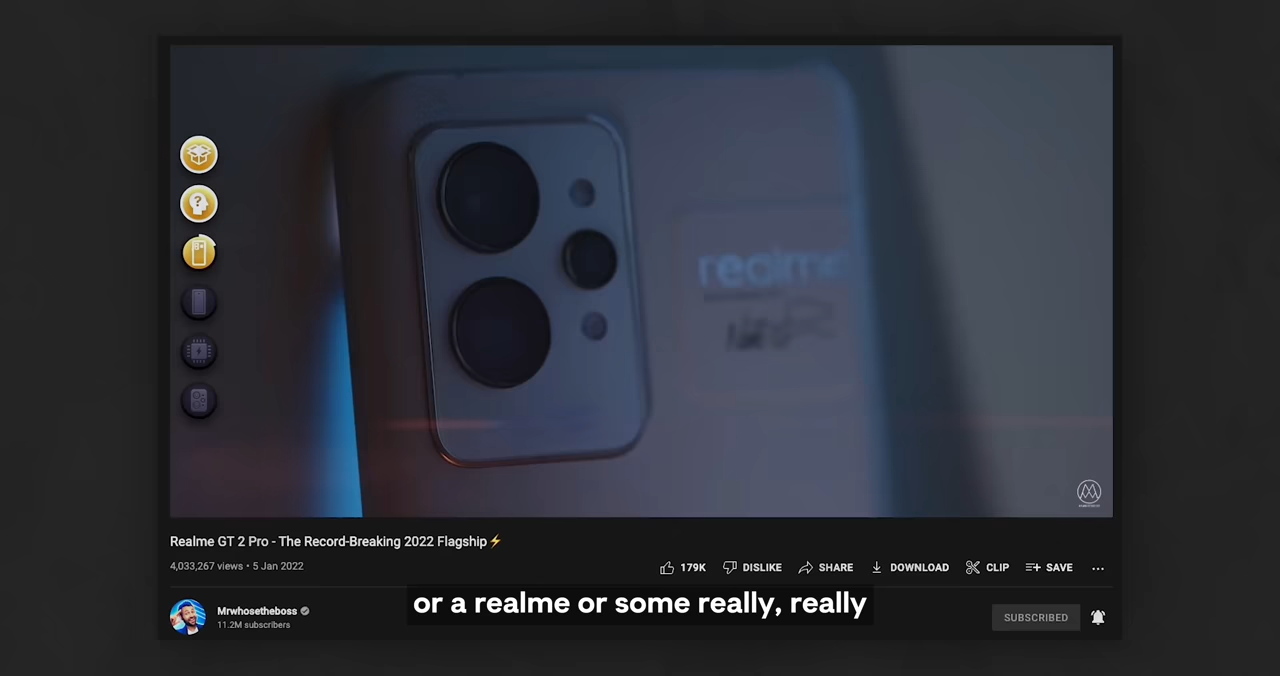 realme
Realme GT 2 Pro - The Record-Breaking 2022 Flagship⚡
4,033,267 views • 5 Jan 2022
179K DISLIKE SHARE DOWNLOAD CLIP SAVE ...
or a realme or some really, really
Mrwhosetheboss
11.2M subscribers
SUBSCRIBED